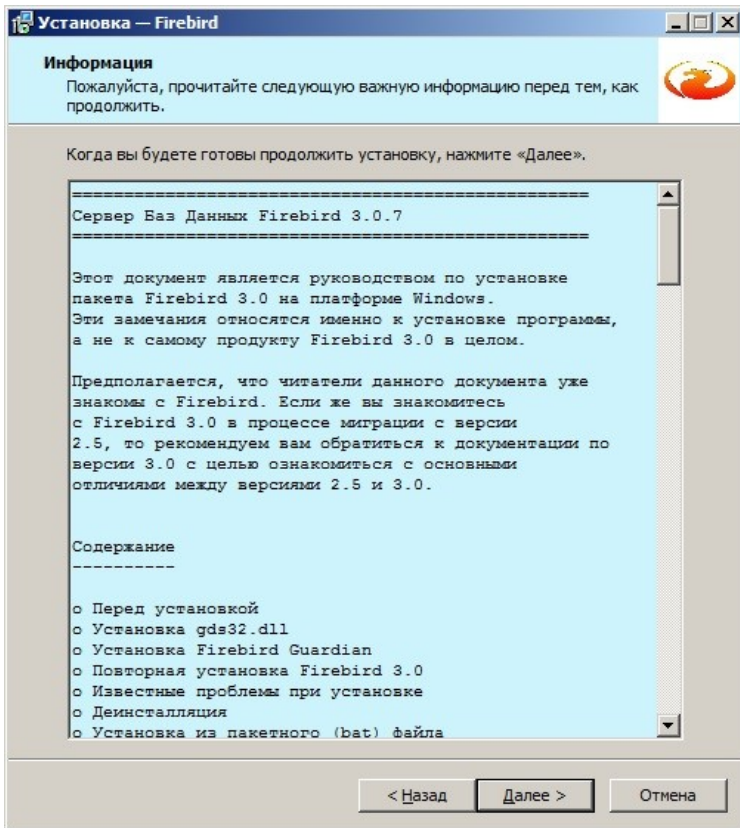 Установка — Firebird
Информация
Пожалуйста, прочитайте следующую важную информацию перед тем, как
продолжить.
Когда вы будете готовы продолжить установку, нажмите «Далее».
==================================================
Сервер Баз Данных Firebird 3.0.7
==================================================
Этот документ является руководством по установке
пакета Firebird 3.0 на платформе Windows.
Эти замечания относятся именно к установке программы,
а не к самому продукту Firebird 3.0 в целом.
Предполагается, что читатели данного документа уже
знакомы с Firebird. Если же вы знакомитесь
с Firebird 3.0 в процессе миграции с версии
2.5, то рекомендуем вам обратиться к документации по
версии 3.0 с целью ознакомиться с основными
отличиями между версиями 2.5 и 3.0.
Содержание
----------
o Перед установкой
o Установка gds32.dll
o Установка Firebird Guardian
o Повторная установка Firebird 3.0
o Известные проблемы при установке
o Деинсталляция
o Установка из пакетного (bat) файла
< Назад
Далее >
Отмена